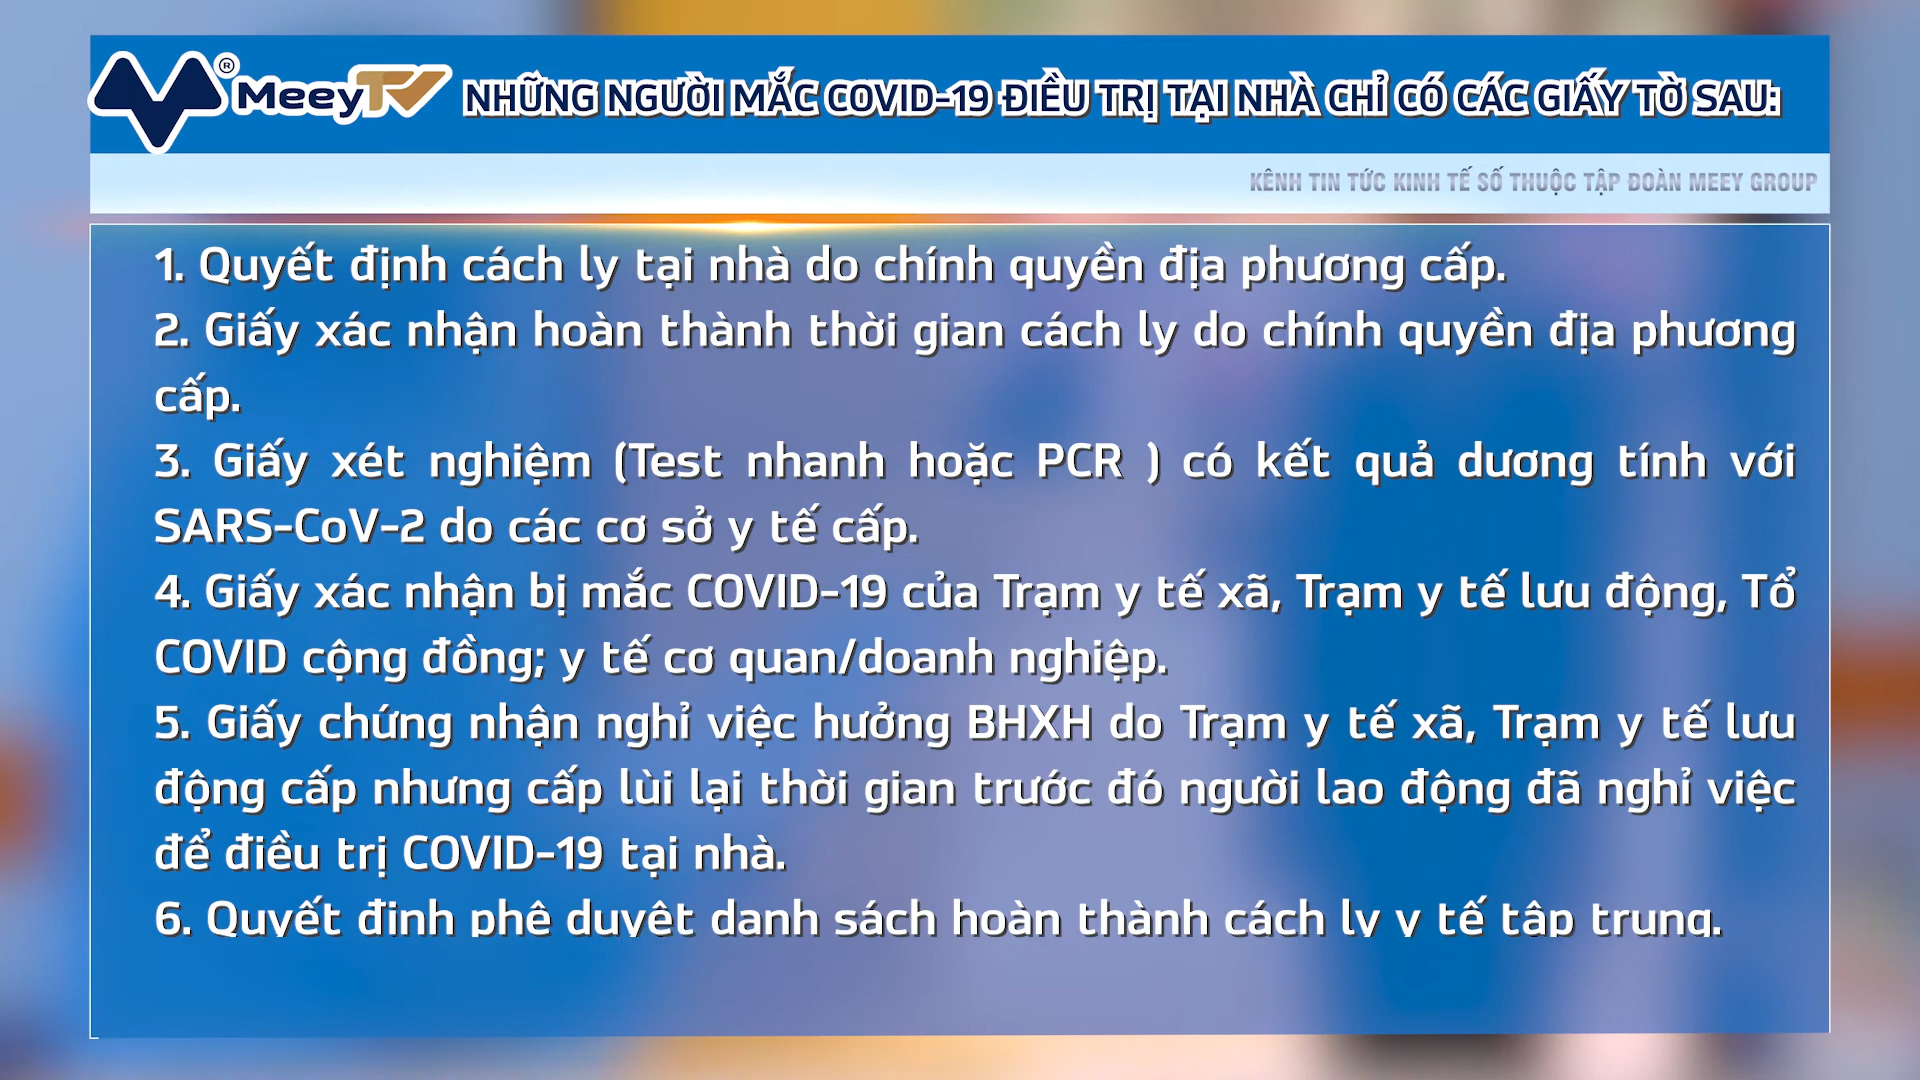 MeeyTV®
NHỮNG NGƯỜI MẮC COVID-19 ĐIỀU TRỊ TẠI NHÀ CHỈ CÓ CÁC GIẤY TỜ SAU:
KÊNH TIN TỨC KINH TẾ SỐ THUỘC TẬP ĐOÀN MEEY GROUP
1. Quyết định cách ly tại nhà do chính quyền địa phương cấp.
2. Giấy xác nhận hoàn thành thời gian cách ly do chính quyền địa phương
cấp.
3. Giấy xét nghiệm (Test nhanh hoặc PCR ) có kết quả dương tính với
SARS-CoV-2 do các cơ sở y tế cấp.
4. Giấy xác nhận bị mắc COVID-19 của Trạm y tế xã, Trạm y tế lưu động, Tổ
COVID cộng đồng; y tế cơ quan/doanh nghiệp.
5. Giấy chứng nhận nghỉ việc hưởng BHXH do Trạm y tế xã, Trạm y tế lưu
động cấp nhưng cấp lùi lại thời gian trước đó người lao động đã nghỉ việc
để điều trị COVID-19 tại nhà.
6. Quyết định phê duyệt danh sách hoàn thành cách ly y tế tập trung.